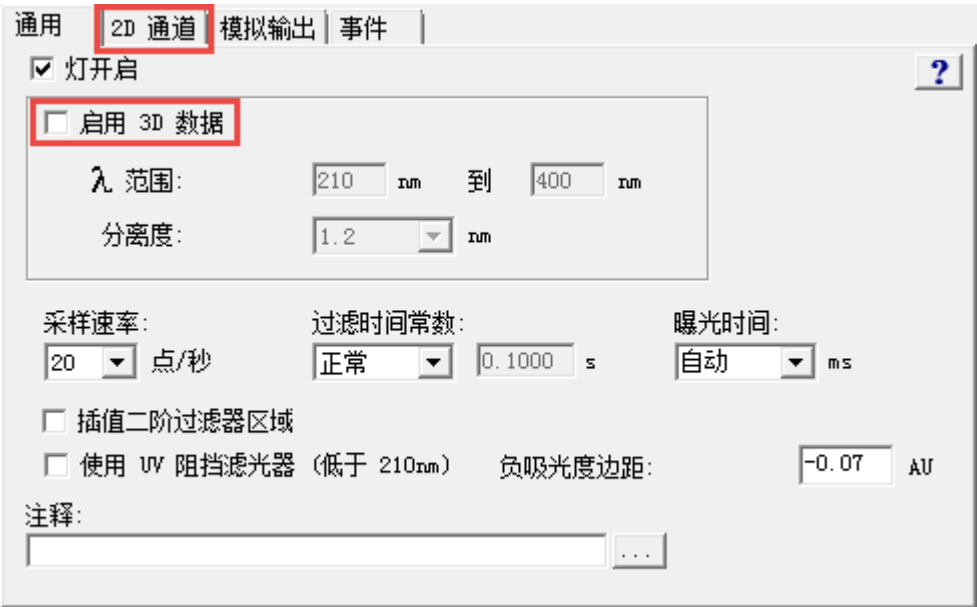 通用 2D 通道 模拟输出 事件
灯开启 ?
启用 3D 数据
λ 范围: 210 nm 到 400 nm
分离度: 1.2 nm
采样速率: 过滤时间常数: 曝光时间:
20 点/秒 正常 0.1000 s 自动 ms
插值二阶过滤器区域
使用 UV 阻挡滤光器 (低于 210nm) 负吸光度边距: -0.07 AU
注释:
...